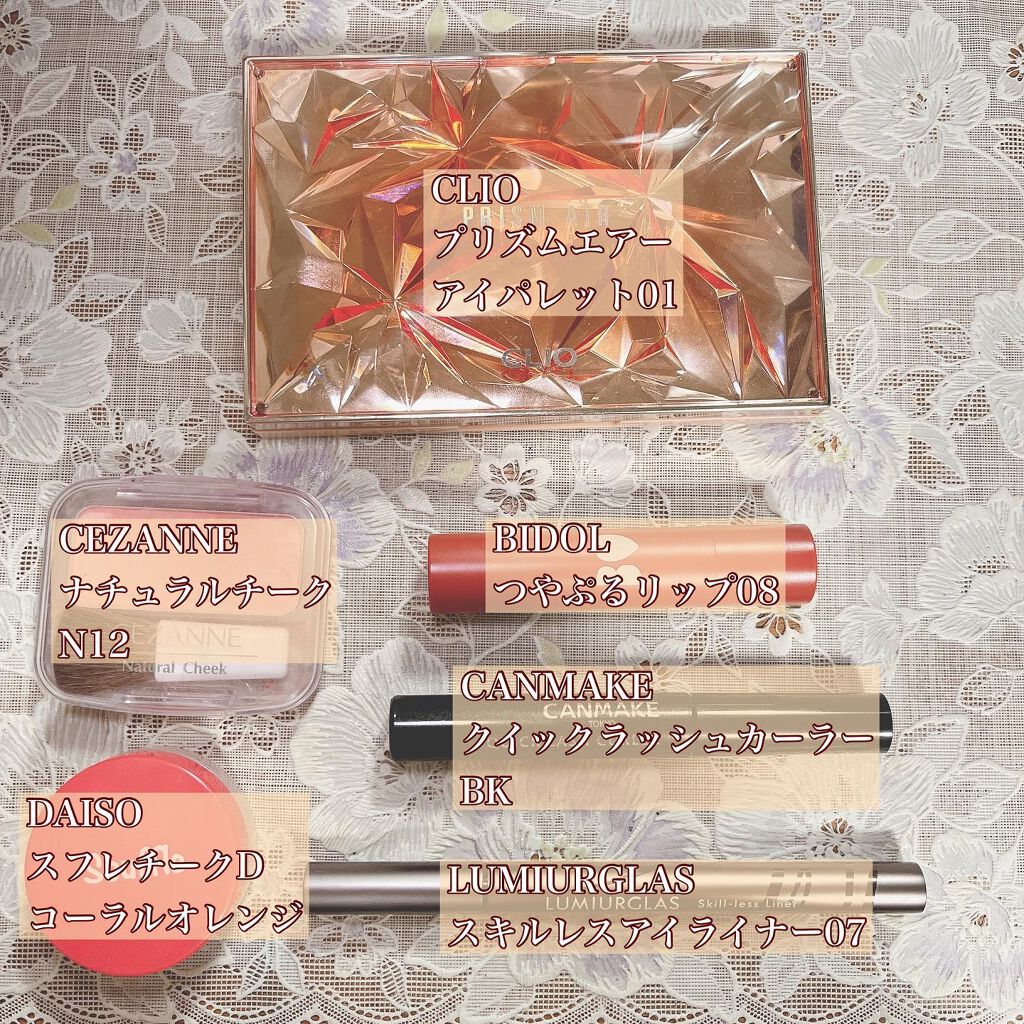 CLIO
PRISM AIR
プリズムエアー
アイパレット01
CLIO
CEZANNE
ナチュラルチーク
N12
CEZANNE
Natural Cheek
BIDOL
つやぷるリップ08
CANMAKE
CANMAKE
TOKYO
クイックラッシュカーラー
BK
DAISO
スフレチークD
コーラルオレンジ
LUMIURGLAS
LUMIURGLAS Skill-less Liner
スキルレスアイライナー07